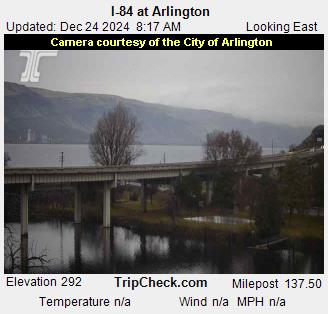 I-84 at Arlington
Updated: Dec 24 2024 8:17 AM Looking East
Camera courtesy of the City of Arlington
Elevation 292 TripCheck.com Milepost 137.50
Temperature n/a Wind n/a MPH n/a